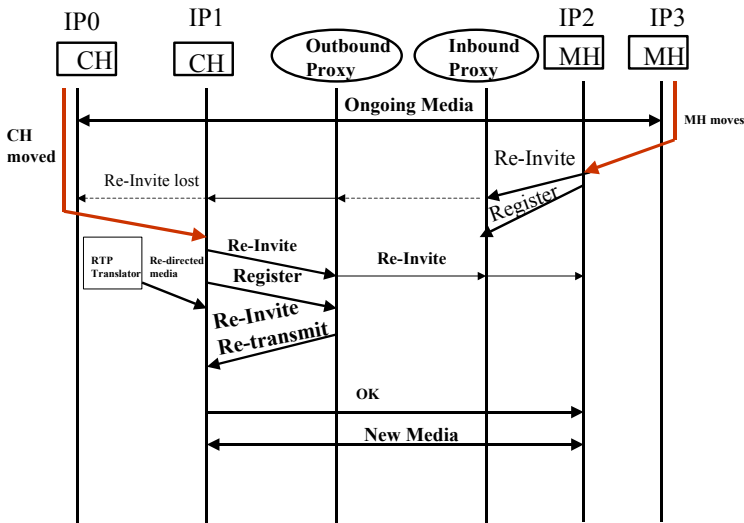 IP0
IP1
IP2
IP3
CH
CH
Outbound
Proxy
Inbound
Proxy
MH
MH
Ongoing Media
CH
moved
MH moves
Re-Invite
Re-Invite lost
Register
Re-Invite
Re-Invite
RTP
Translator
Re-directed
media
Register
Re-Invite
Re-transmit
OK
New Media